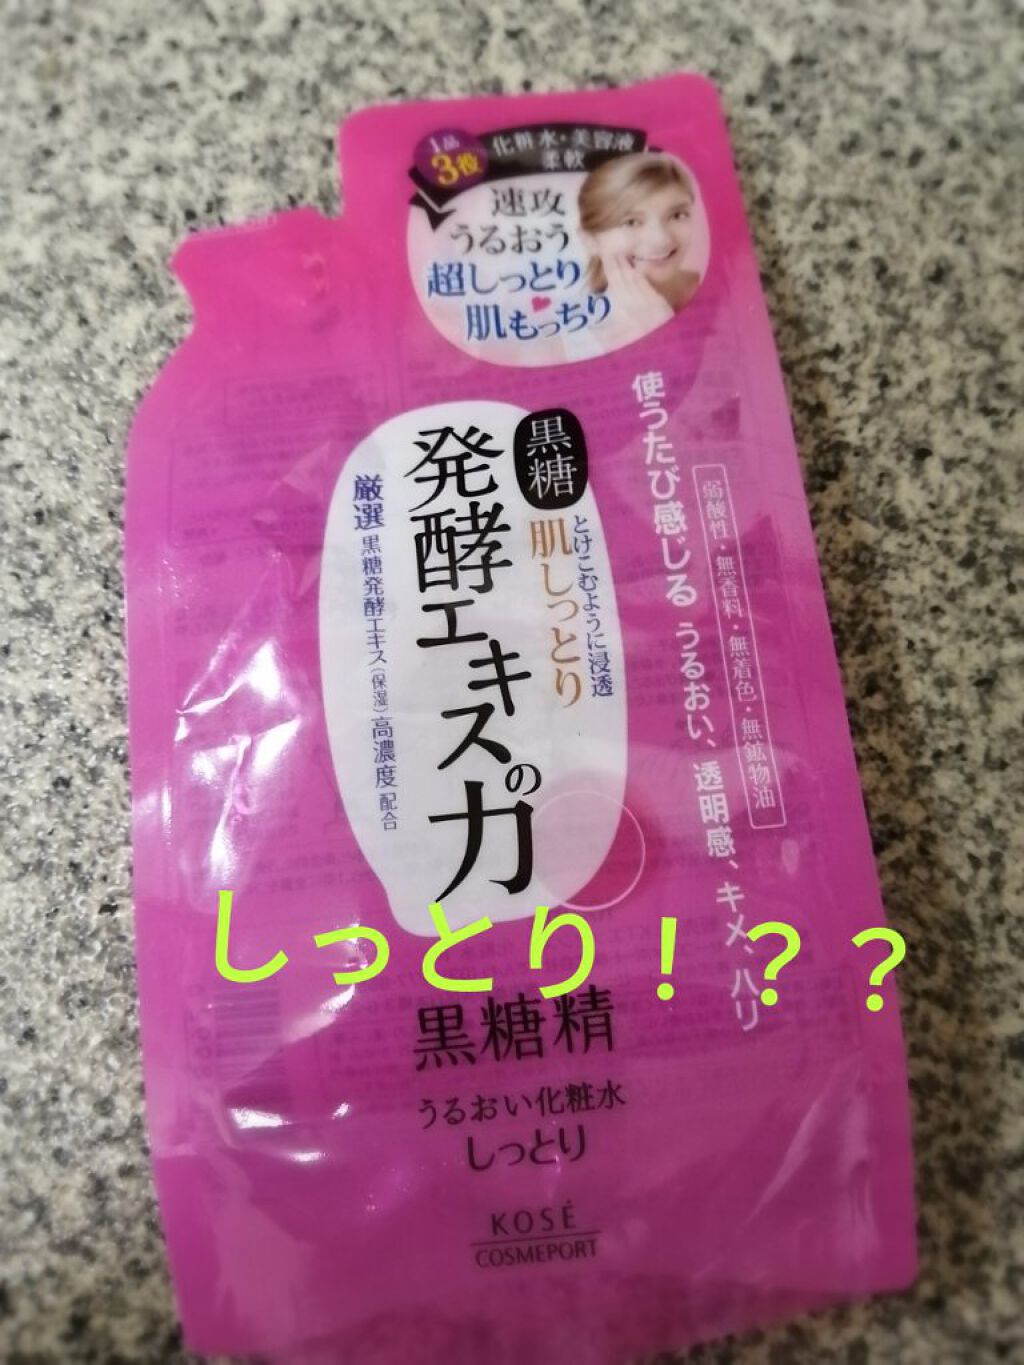 1品
3役
化粧水・美容液
柔軟
速攻
うるおう
超しっとり
肌もっちり
使うたび感じる うるおい、透明感、キメ、ハリ
弱酸性・無香料・無着色・無鉱物油
黒糖
とけこむように浸透
肌しっとり
発酵エキスの力
厳選 黒糖発酵エキス(保湿)高濃度 配合
しっとり！？？
黒糖精
うるおい化粧水
しっとり
KOSÉ
COSMEPORT